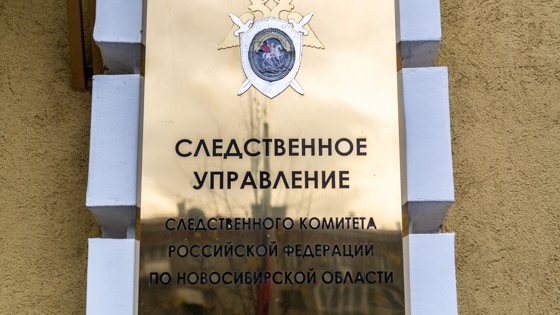 СЛЕДСТВЕННОЕ
УПРАВЛЕНИЕ
СЛЕДСТВЕННОГО КОМИТЕТА
РОССИЙСКОЙ ФЕДЕРАЦИИ
ПО НОВОСИБИРСКОЙ ОБЛАСТИ